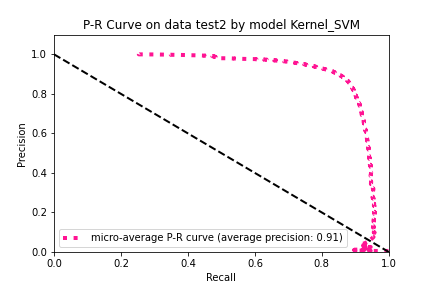 P-R Curve on data test2 by model Kernel_SVM
Precision
1.0
0.8
0.6
0.4
0.2
0.0
micro-average P-R curve (average precision: 0.91)
0.0 0.2 0.4 0.6 0.8 1.0
Recall